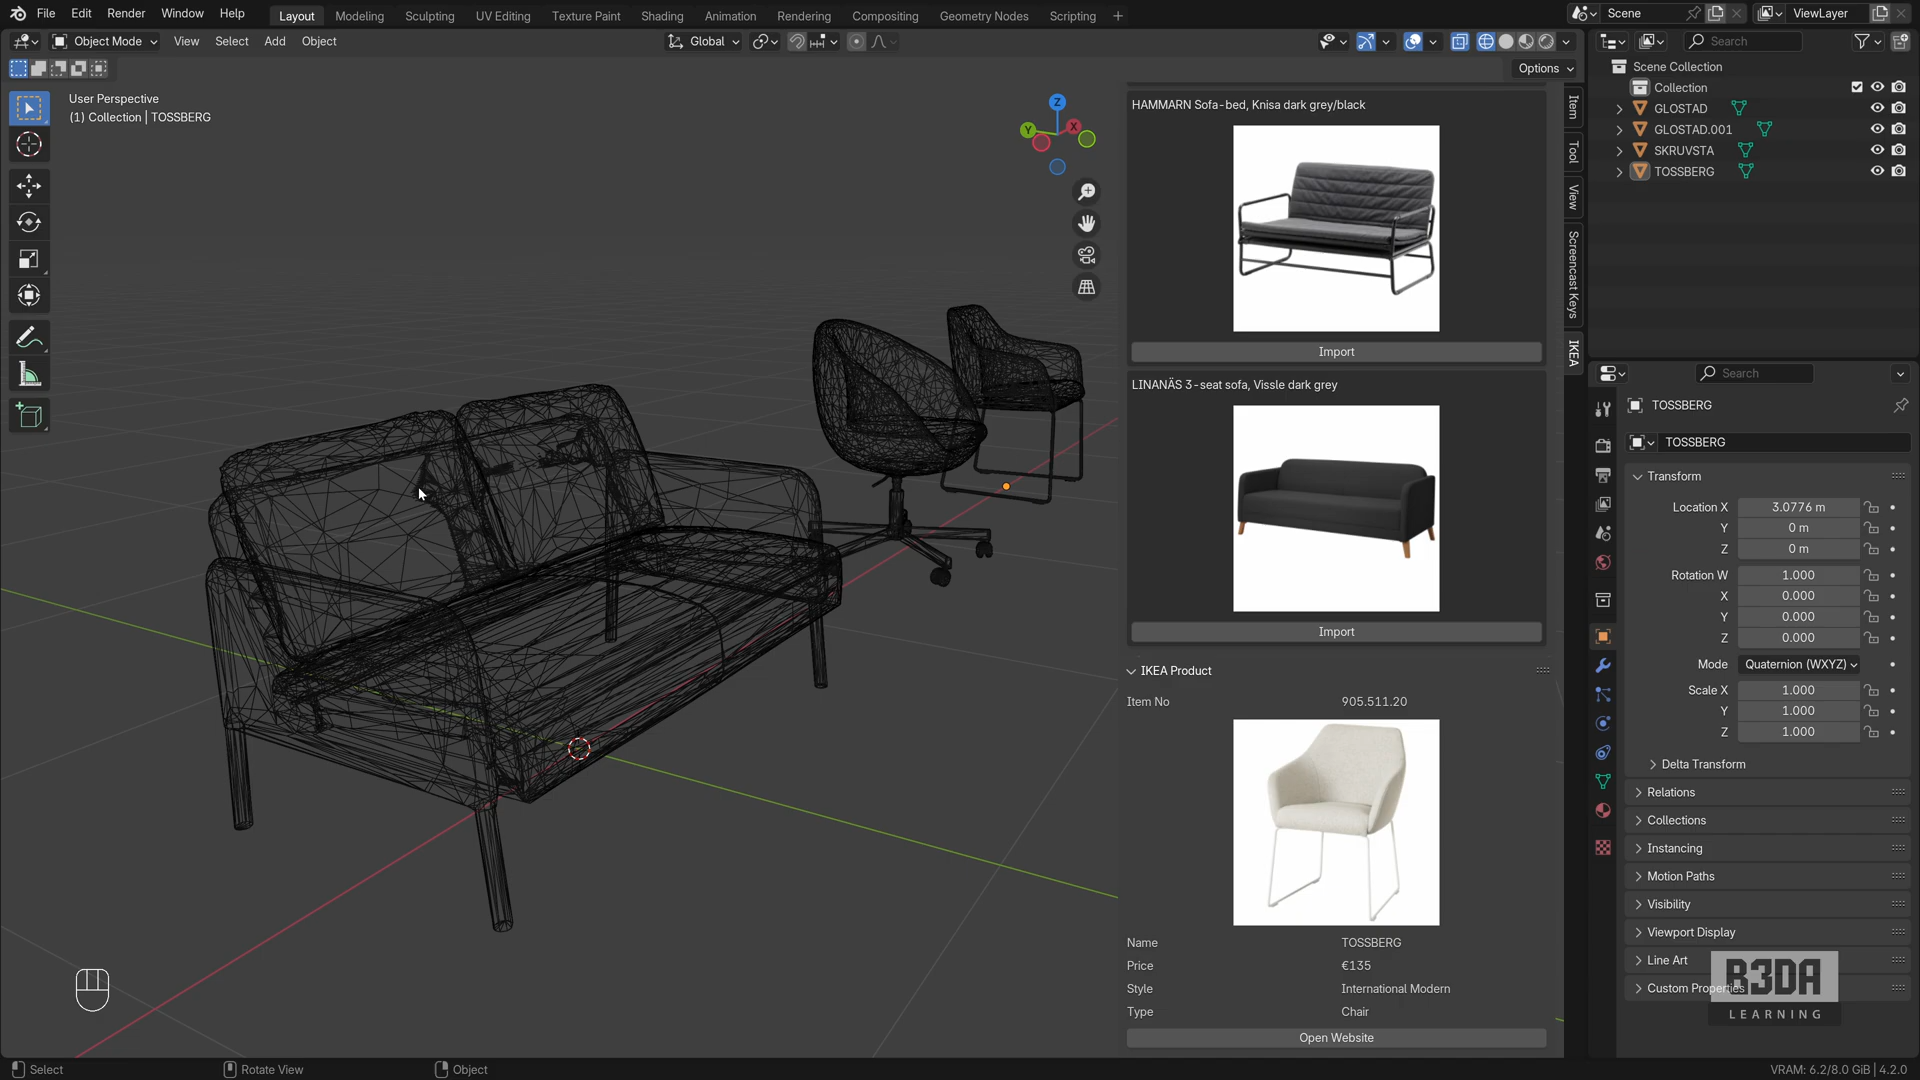 File Edit Render Window Help Layout Modeling Sculpting UV Editing Texture Paint Shading Animation Rendering Compositing Geometry Nodes Scripting + Scene ViewLayer
Object Mode View Select Add Object Global Search
Options
User Perspective
(1) Collection | TOSSBERG
Z
Y
X
HAMMARN Sofa-bed, Knisa dark grey/black
Import
LINANÄS 3-seat sofa, Vissle dark grey
Import
IKEA Product
Item No 905.511.20
Name TOSSBERG
Price €135
Style International Modern
Type Chair
Open Website
Item
Tool
View
Screencast Keys
IKEA
Scene Collection
Collection
GLOSTAD
GLOSTAD.001
SKRUVSTA
TOSSBERG
Search
TOSSBERG
TOSSBERG
Transform
Location X 3.0776 m
Y 0 m
Z 0 m
Rotation W 1.000
X 0.000
Y 0.000
Z 0.000
Mode Quaternion (WXYZ)
Scale X 1.000
Y 1.000
Z 1.000
Delta Transform
Relations
Collections
Instancing
Motion Paths
Visibility
Viewport Display
Line Art
Custom Properties
B3DA
LEARNING
Select Rotate View Object VRAM: 6.2/8.0 GiB | 4.2.0